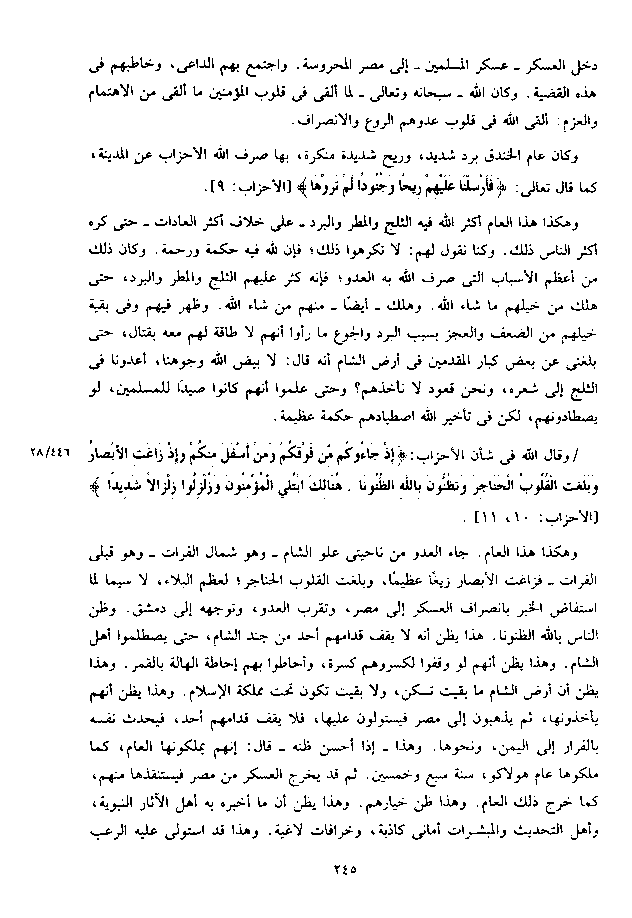 دخل العسكر ـ عسكر المسلمين ـ إلى مصر المحروسة. واجتمع بهم الداعى، وخاطبهم فى
هذه القضية. وكان الله ـ سبحانه وتعالى ـ لما ألقى فى قلوب المؤمنين ما ألقى من الاهتمام
والعزم: ألقى الله فى قلوب عدوهم الروع والانصراف.
وكان عام الخندق برد شديد، وريح شديدة منكرة، بها صرف الله الأحزاب عن المدينة،
كما قال تعالى: ﴿ فَأَرْسَلْنَا عَلَيْهِمْ رِيحًا وَجُنُودًا لَّمْ تَرَوْهَا ﴾ [الأحزاب: ٩].
وهكذا هذا العام أكثر الله فيه الثلج والمطر والبرد ـ على خلاف أكثر العادات ـ حتى كره
أكثر الناس ذلك. وكنا نقول لهم: لا تكرهوا ذلك؛ فإن لله فيه حكمة ورحمة. وكان ذلك
من أعظم الأسباب التى صرف الله به العدو؛ فإنه كثر عليهم الثلج والمطر والبرد، حتى
هلك من خيلهم ما شاء الله. وهلك ـ أيضًا ـ منهم من شاء الله. وظهر فيهم وفى بقية
خيلهم من الضعف والعجز بسبب البرد والجوع ما رأوا أنهم لا طاقة لهم معه بقتال، حتى
بلغنى عن بعض كبار المقدمين فى أرض الشام أنه قال: لا بيض الله وجوهنا، أعدونا فى
الثلج إلى شعره، ونحن قعود لا نأخذهم؟ وحتى علموا أنهم كانوا صيدًا للمسلمين، لو
يصطادونهم، لكن فى تأخير الله اصطيادهم حكمة عظيمة.
/ وقال الله فى شأن الأحزاب: ﴿ إِذْ جَاءُوكُم مِّن فَوْقِكُمْ وَمِنْ أَسْفَلَ مِنكُمْ وَإِذْ زَاغَتِ الأَبْصَارُ ٢٨/٤٤٦
وَبَلَغَتِ الْقُلُوبُ الْحَنَاجِرَ وَتَظُنُّونَ بِاللَّهِ الظُّنُونَا . هُنَالِكَ ابْتُلِيَ الْمُؤْمِنُونَ وَزُلْزِلُوا زِلْزَالاً شَدِيدًا ﴾
[الأحزاب: ١٠، ١١] .
وهكذا هذا العام. جاء العدو من ناحيتى علو الشام ـ وهو شمال الفرات ـ وهو قبلى
الفرات ـ فزاغت الأبصار زيغًا عظيمًا، وبلغت القلوب الحناجر؛ لعظم البلاء، لا سيما لما
استفاض الخبر بانصراف العسكر إلى مصر، وتقرب العدو، وتوجهه إلى دمشق. وظن
الناس بالله الظنونا. هذا يظن أنه لا يقف قدامهم أحد من جند الشام، حتى يصطلموا أهل
الشام. وهذا يظن أنهم لو وقفوا لكسروهم كسرة، وأحاطوا بهم إحاطة الهالة بالقمر. وهذا
يظن أن أرض الشام ما بقيت تسكن، ولا بقيت تكون تحت مملكة الإسلام. وهذا يظن أنهم
يأخذونها، ثم يذهبون إلى مصر فيستولون عليها، فلا يقف قدامهم أحد، فيحدث نفسه
بالفرار إلى اليمن، ونحوها. وهذا ـ إذا أحسن ظنه ـ قال: إنهم يملكونها العام، كما
ملكوها عام هولاكو، سنة سبع وخمسين. ثم قد يخرج العسكر من مصر فيستنقذها منهم،
كما خرج ذلك العام. وهذا ظن خيارهم. وهذا يظن أن ما أخبره به أهل الآثار النبوية،
وأهل التحديث والمبشرات أمانى كاذبة، وخرافات لاغية. وهذا قد استولى عليه الرعب
٢٤٥